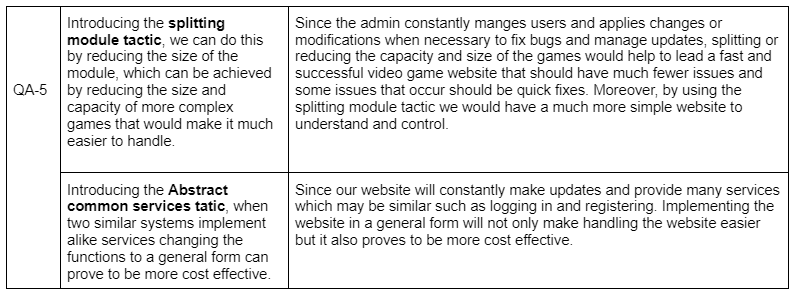 QA-5
Introducing the splitting
module tactic, we can do this
by reducing the size of the
module, which can be achieved
by reducing the size and
capacity of more complex
games that would make it much
easier to handle.
Since the admin constantly manges users and applies changes or
modifications when necessary to fix bugs and manage updates, splitting or
reducing the capacity and size of the games would help to lead a fast and
successful video game website that should have much fewer issues and
some issues that occur should be quick fixes. Moreover, by using the
splitting module tactic we would have a much more simple website to
understand and control.
Introducing the Abstract
common services tatic, when
two similar systems implement
alike services changing the
functions to a general form can
prove to be more cost effective.
Since our website will constantly make updates and provide many services
which may be similar such as logging in and registering. Implementing the
website in a general form will not only make handling the website easier
but it also proves to be more cost effective.